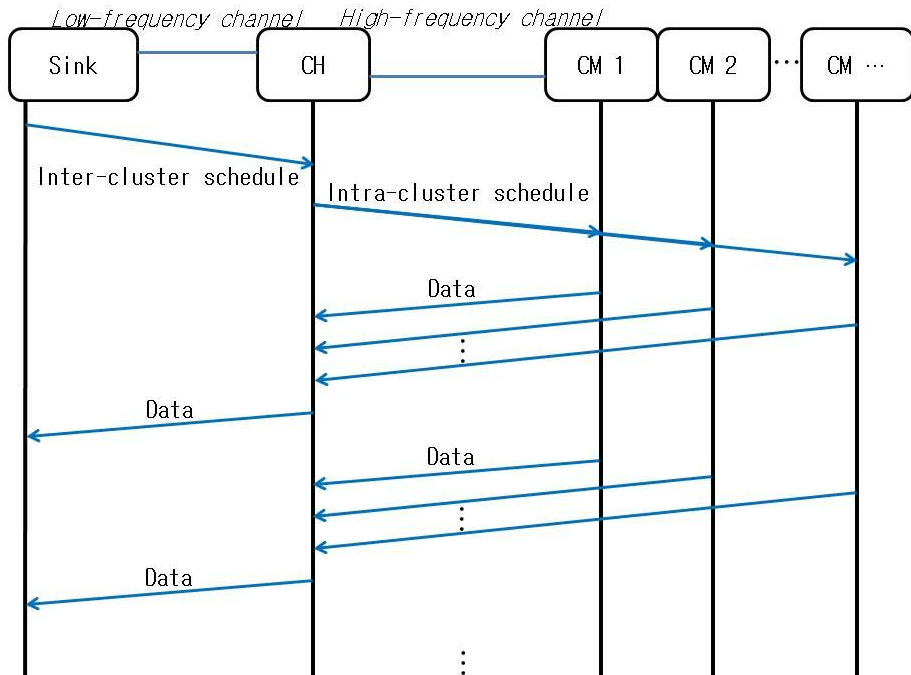 Low-frequency channel
High-frequency channel
Sink
CH
CM 1
CM 2
...
CM ...
Inter-cluster schedule
Intra-cluster schedule
Data
Data
Data
Data